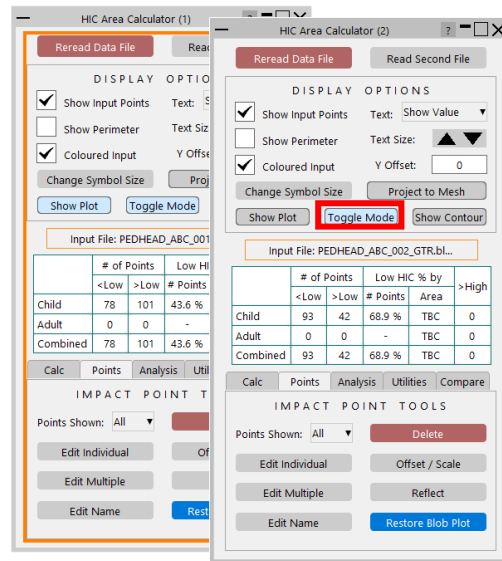 HIC Area Calculator (1)
Reread Data File
DISPLAY
Show Input Points
Text:
Show Perimeter
Text Siz
Coloured Input
Y Offse
Change Symbol Size
Proj
Show Plot
Toggle Mode
Input File: PEDHEAD_ABC_001
# of Points
Low HI
<Low
>Low
# Points
Child
78
101
43.6 %
Adult
0
0
-
Combined
78
101
43.6 %
Calc
Points
Analysis
Util
IMPACT PO
Points Shown:
All
Edit Individual
Of
Edit Multiple
Edit Name
Rest
HIC Area Calculator (2)
?
Reread Data File
Read Second File
DISPLAY OPTIONS
Show Input Points
Text:
Show Value
Show Perimeter
Text Size:
Coloured Input
Y Offset:
0
Change Symbol Size
Project to Mesh
Show Plot
Toggle Mode
Show Contour
Input File: PEDHEAD_ABC_002_GTR.bl...
# of Points
Low HIC % by
>High
<Low
>Low
# Points
Area
Child
93
42
68.9 %
TBC
0
Adult
0
0
-
TBC
0
Combined
93
42
68.9 %
TBC
0
Calc
Points
Analysis
Utilities
Compare
IMPACT POINT TOOLS
Points Shown:
All
Delete
Edit Individual
Offset / Scale
Edit Multiple
Reflect
Edit Name
Restore Blob Plot